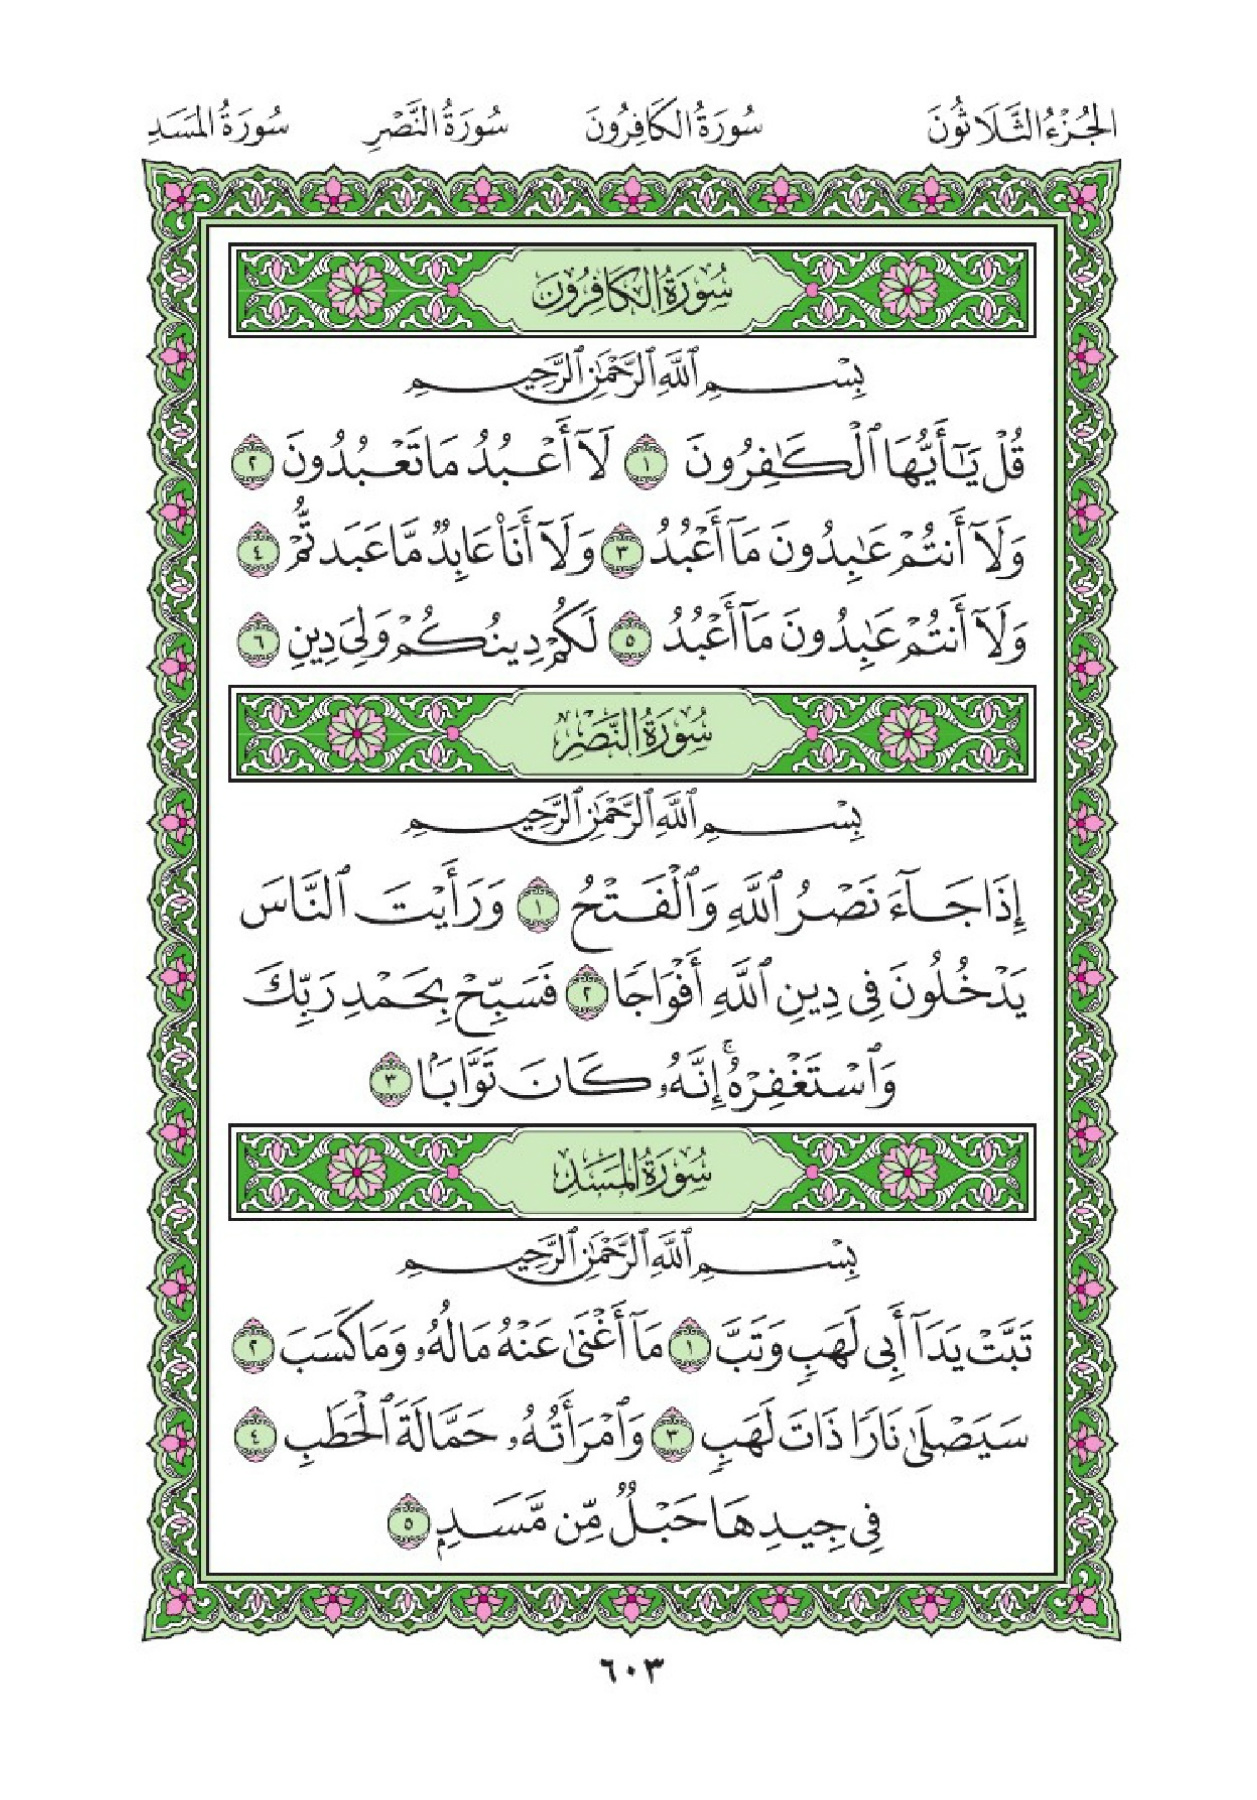 الجُزْءُ الثَّلَاثُونَ سُورَةُ الكَافِرُونَ سُورَةُ النَّصْرِ سُورَةُ المَسَدِ
سُورَةُ الكَافِرُونَ
بِسْمِ ٱللَّهِ ٱلرَّحْمَٰنِ ٱلرَّحِيمِ
قُلْ يَٰٓأَيُّهَا ٱلْكَٰفِرُونَ ١ لَآ أَعْبُدُ مَا تَعْبُدُونَ ٢
وَلَآ أَنتُمْ عَٰبِدُونَ مَآ أَعْبُدُ ٣ وَلَآ أَنَا۠ عَابِدٌ مَّا عَبَدتُّمْ ٤
وَلَآ أَنتُمْ عَٰبِدُونَ مَآ أَعْبُدُ ٥ لَكُمْ دِينُكُمْ وَلِىَ دِينِ ٦
سُورَةُ النَّصْرِ
بِسْمِ ٱللَّهِ ٱلرَّحْمَٰنِ ٱلرَّحِيمِ
إِذَا جَآءَ نَصْرُ ٱللَّهِ وَٱلْفَتْحُ ١ وَرَأَيْتَ ٱلنَّاسَ
يَدْخُلُونَ فِى دِينِ ٱللَّهِ أَفْوَاجًا ٢ فَسَبِّحْ بِحَمْدِ رَبِّكَ
وَٱسْتَغْفِرْهُ ۚ إِنَّهُۥ كَانَ تَوَّابًۢا ٣
سُورَةُ المَسَدِ
بِسْمِ ٱللَّهِ ٱلرَّحْمَٰنِ ٱلرَّحِيمِ
تَبَّتْ يَدَآ أَبِى لَهَبٍ وَتَبَّ ١ مَآ أَغْنَىٰ عَنْهُ مَالُهُۥ وَمَا كَسَبَ ٢
سَيَصْلَىٰ نَارًا ذَاتَ لَهَبٍ ٣ وَٱمْرَأَتُهُۥ حَمَّالَةَ ٱلْحَطَبِ ٤
فِى جِيدِهَا حَبْلٌ مِّن مَّسَدٍۭ ٥
٦٠٣